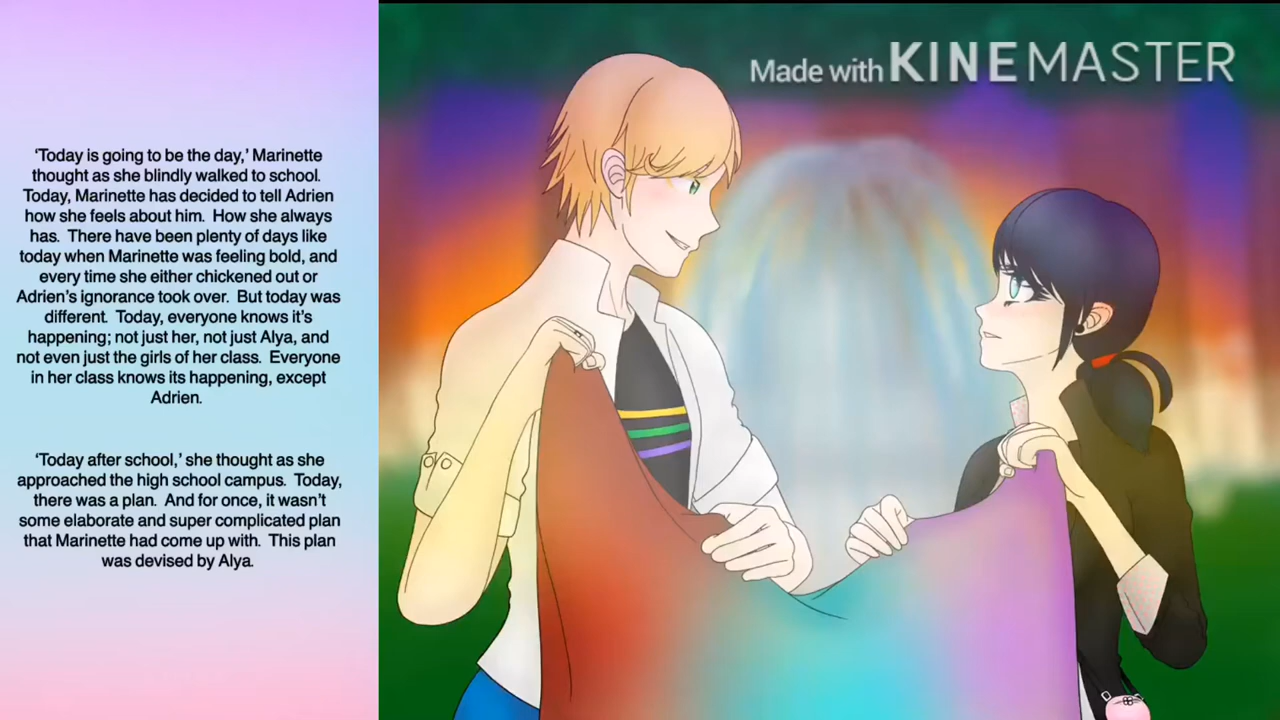 ‘Today is going to be the day,’ Marinette
thought as she blindly walked to school.
Today, Marinette has decided to tell Adrien
how she feels about him.  How she always
has.  There have been plenty of days like
today when Marinette was feeling bold, and
every time she either chickened out or
Adrien’s ignorance took over.  But today was
different.  Today, everyone knows it’s
happening; not just her, not just Alya, and
not even just the girls of her class.  Everyone
in her class knows its happening, except
Adrien.
‘Today after school,’ she thought as she
approached the high school campus.  Today,
there was a plan.  And for once, it wasn’t
some elaborate and super complicated plan
that Marinette had come up with.  This plan
was devised by Alya.
Made with KINEMASTER